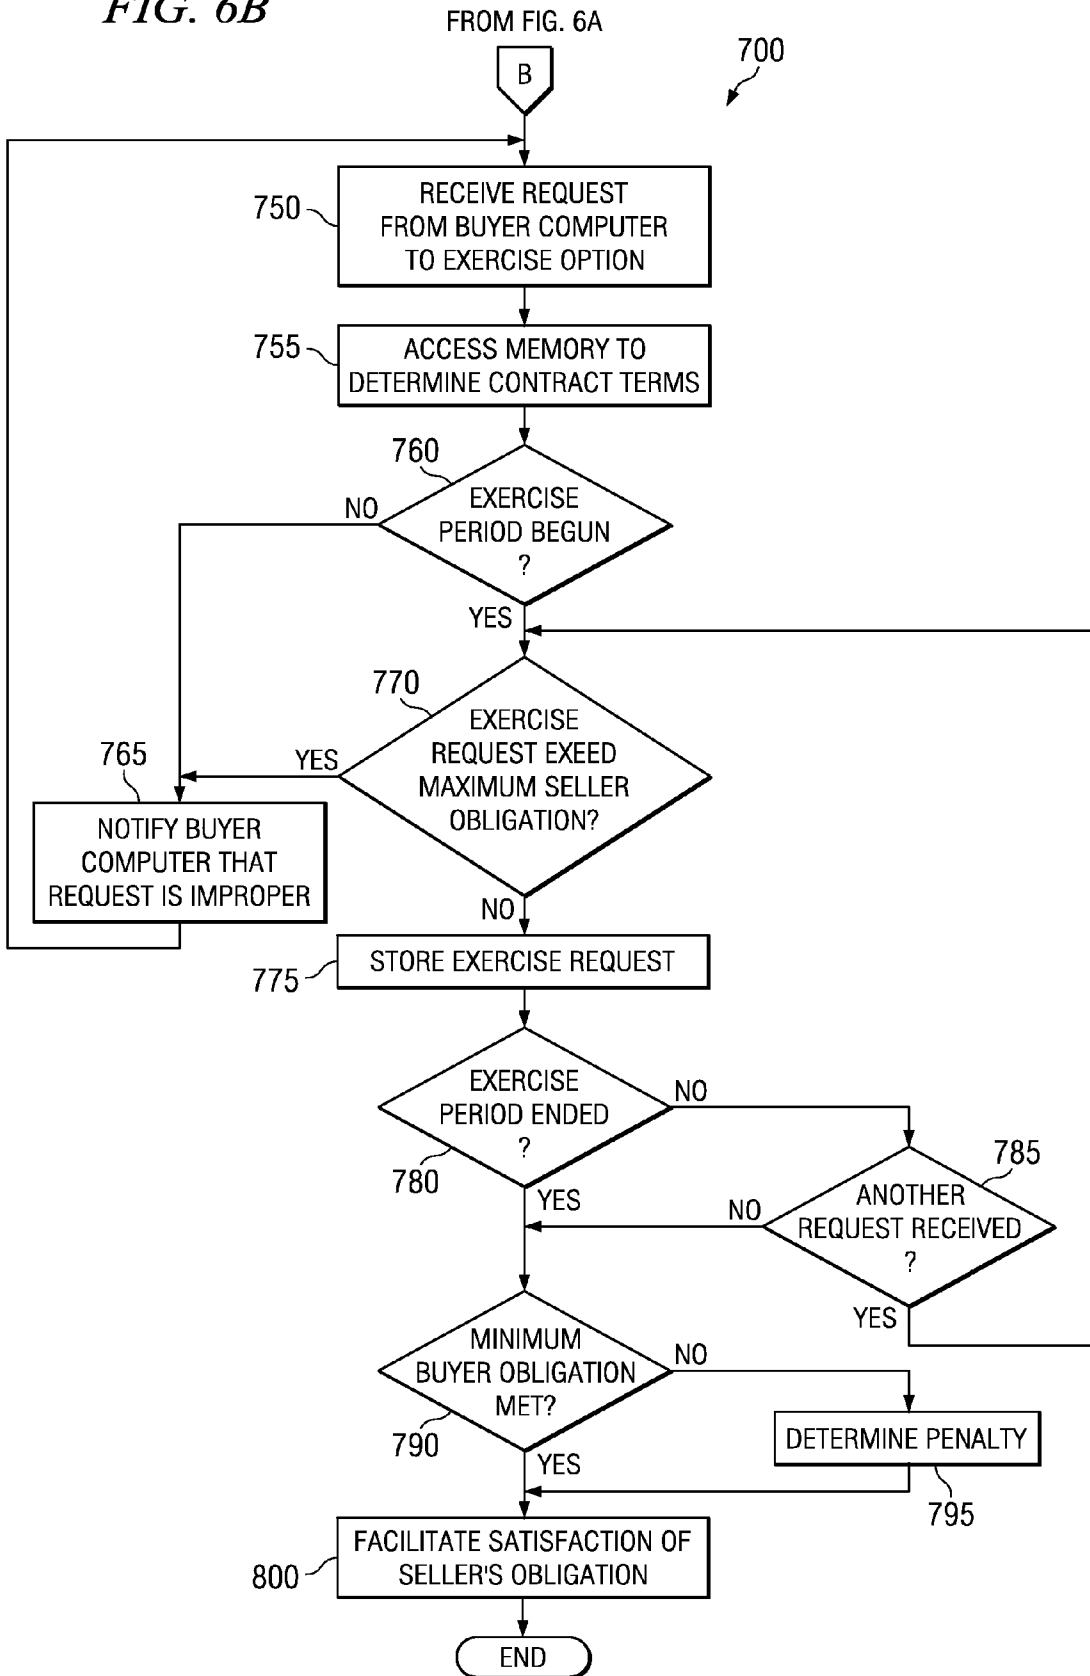 FIG. 6B
FROM FIG. 6A
B
700
750
RECEIVE REQUEST
FROM BUYER COMPUTER
TO EXERCISE OPTION
755
ACCESS MEMORY TO
DETERMINE CONTRACT TERMS
760
EXERCISE
PERIOD BEGUN
?
NO
YES
770
EXERCISE
REQUEST EXEED
MAXIMUM SELLER
OBLIGATION?
YES
765
NOTIFY BUYER
COMPUTER THAT
REQUEST IS IMPROPER
NO
775
STORE EXERCISE REQUEST
EXERCISE
PERIOD ENDED
?
780
NO
YES
785
ANOTHER
REQUEST RECEIVED
?
NO
YES
MINIMUM
BUYER OBLIGATION
MET?
790
NO
YES
DETERMINE PENALTY
795
800
FACILITATE SATISFACTION OF
SELLER'S OBLIGATION
END